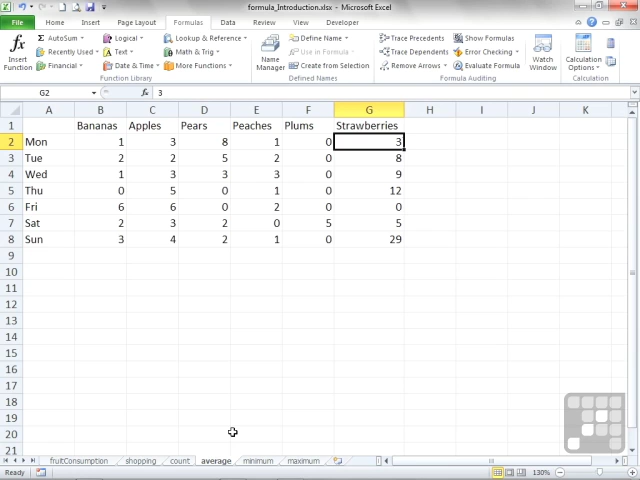 formula_Introduction.xlsx - Microsoft Excel
File Home Insert Page Layout Formulas Data Review View Developer
fx Insert Function
Σ AutoSum
Recently Used
Financial
Logical
Text
Date & Time
Lookup & Reference
Math & Trig
More Functions
Function Library
Name Manager
Define Name
Use in Formula
Create from Selection
Defined Names
Trace Precedents
Trace Dependents
Remove Arrows
Show Formulas
Error Checking
Evaluate Formula
Formula Auditing
Watch Window
Calculation Options
Calculation
G2 fx 3
A B C D E F G H I J K
1 Bananas Apples Pears Peaches Plums Strawberries
2 Mon 1 3 8 1 0 3
3 Tue 2 2 5 2 0 8
4 Wed 1 3 3 3 0 9
5 Thu 0 5 0 1 0 12
6 Fri 6 6 0 2 0 0
7 Sat 2 3 2 0 5 5
8 Sun 3 4 2 1 0 29
9
10
11
12
13
14
15
16
17
18
19
20
21
fruitConsumption shopping count average minimum maximum
Ready 130%